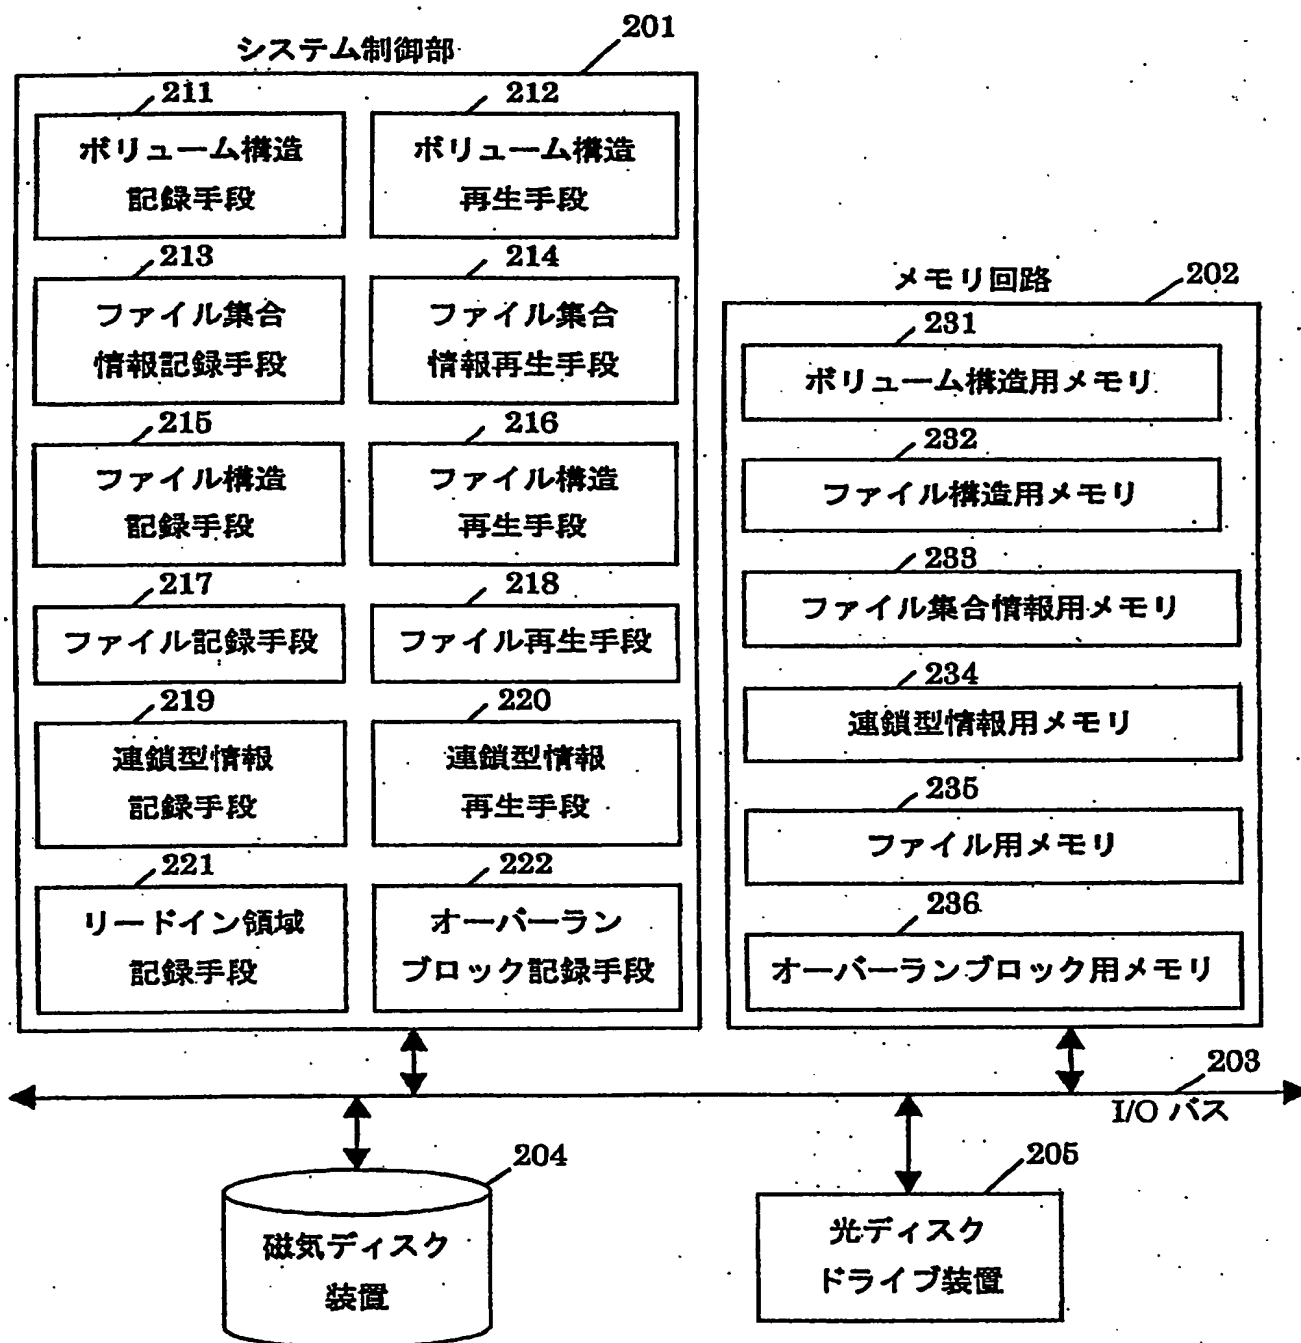 システム制御部
201
211
ボリューム構造
記録手段
212
ボリューム構造
再生手段
213
ファイル集合
情報記録手段
214
ファイル集合
情報再生手段
215
ファイル構造
記録手段
216
ファイル構造
再生手段
217
ファイル記録手段
218
ファイル再生手段
219
連鎖型情報
記録手段
220
連鎖型情報
再生手段
221
リードイン領域
記録手段
222
オーバーラン
ブロック記録手段
メモリ回路
202
231
ボリューム構造用メモリ
232
ファイル構造用メモリ
233
ファイル集合情報用メモリ
234
連鎖型情報用メモリ
235
ファイル用メモリ
236
オーバーランブロック用メモリ
203
I/O バス
204
磁気ディスク
装置
205
光ディスク
ドライブ装置